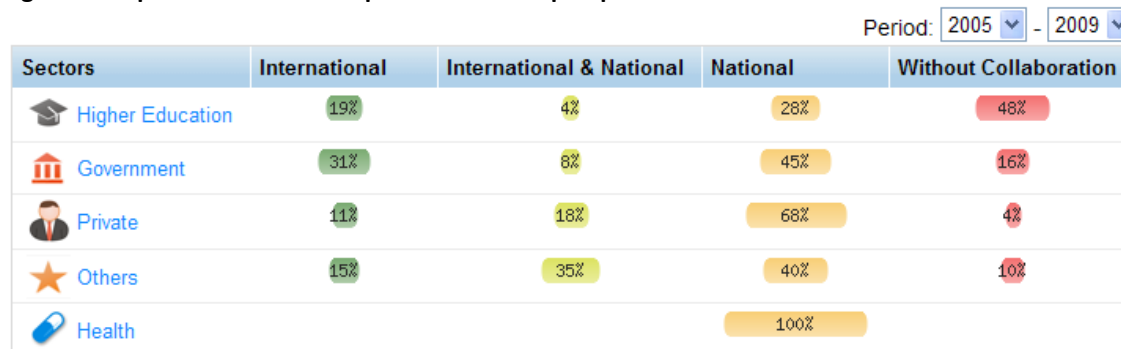 Period: 2005 - 2009
Sectors International International & National National Without Collaboration
Higher Education 19% 4% 28% 48%
Government 31% 8% 45% 16%
Private 11% 18% 68% 4%
Others 15% 35% 40% 10%
Health 100%